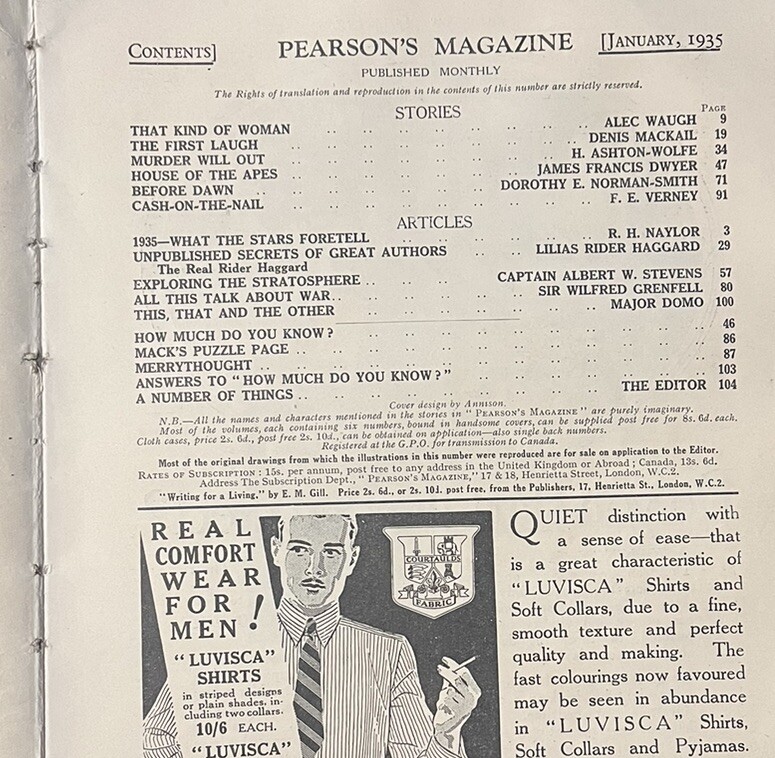 CONTENTS] PEARSON'S MAGAZINE [JANUARY, 1935
PUBLISHED MONTHLY
The Rights of translation and reproduction in the contents of this number are strictly reserved.
STORIES PAGE
THAT KIND OF WOMAN .. .. .. .. .. .. .. .. ALEC WAUGH 9
THE FIRST LAUGH .. .. .. .. .. .. .. .. DENIS MACKAIL 19
MURDER WILL OUT .. .. .. .. .. .. .. H. ASHTON-WOLFE 34
HOUSE OF THE APES .. .. .. .. .. .. JAMES FRANCIS DWYER 47
BEFORE DAWN .. .. .. .. .. .. DOROTHY E. NORMAN-SMITH 71
CASH-ON-THE-NAIL .. .. .. .. .. .. .. .. F. E. VERNEY 91
ARTICLES
1935—WHAT THE STARS FORETELL .. .. .. .. .. R. H. NAYLOR 3
UNPUBLISHED SECRETS OF GREAT AUTHORS .. .. LILIAS RIDER HAGGARD 29
The Real Rider Haggard
EXPLORING THE STRATOSPHERE .. .. .. .. CAPTAIN ALBERT W. STEVENS 57
ALL THIS TALK ABOUT WAR.. .. .. .. .. SIR WILFRED GRENFELL 80
THIS, THAT AND THE OTHER .. .. .. .. .. MAJOR DOMO 100
HOW MUCH DO YOU KNOW? .. .. .. .. .. .. .. .. 46
MACK'S PUZZLE PAGE .. .. .. .. .. .. .. .. .. 86
MERRYTHOUGHT .. .. .. .. .. .. .. .. .. .. 87
ANSWERS TO "HOW MUCH DO YOU KNOW?" .. .. .. .. .. 103
A NUMBER OF THINGS .. .. .. .. .. .. .. THE EDITOR 104
Cover design by Annison.
N.B.—All the names and characters mentioned in the stories in "PEARSON'S MAGAZINE" are purely imaginary.
Most of the volumes, each containing six numbers, bound in handsome covers, can be supplied post free for 8s. 6d. each.
Cloth cases, price 2s. 6d., post free 2s. 10d., can be obtained on application—also single back numbers.
Registered at the G.P.O. for transmission to Canada.
Most of the original drawings from which the illustrations in this number were reproduced are for sale on application to the Editor.
RATES OF SUBSCRIPTION: 15s. per annum, post free to any address in the United Kingdom or Abroad; Canada, 13s. 6d.
Address The Subscription Dept., "PEARSON'S MAGAZINE," 17 & 18, Henrietta Street, London, W.C.2.
"Writing for a Living," by E. M. Gill. Price 2s. 6d., or 2s. 10d. post free, from the Publishers, 17, Henrietta St., London, W.C.2.
REAL
COMFORT
WEAR
FOR
MEN!
"LUVISCA"
SHIRTS
in striped designs
or plain shades, in-
cluding two collars.
10/6 EACH.
"LUVISCA"
COURTAULDS
FABRIC
QUIET distinction with
a sense of ease—that
is a great characteristic of
"LUVISCA" Shirts and
Soft Collars, due to a fine,
smooth texture and perfect
quality and making. The
fast colourings now favoured
may be seen in abundance
in "LUVISCA" Shirts,
Soft Collars and Pyjamas.